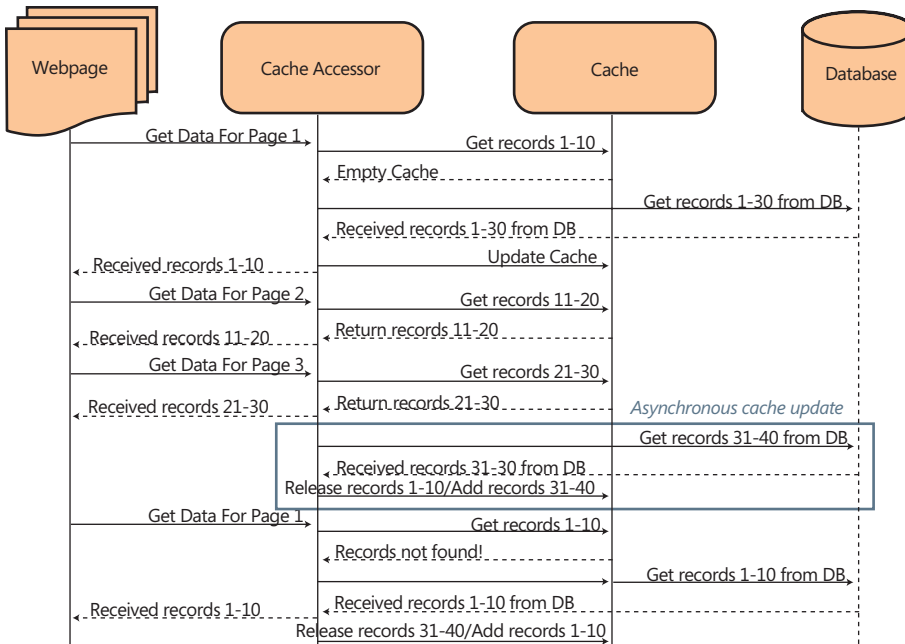 Webpage
Cache Accessor
Cache
Database
Get Data For Page 1
Get records 1-10
Empty Cache
Get records 1-30 from DB
Received records 1-30 from DB
Update Cache
Received records 1-10
Get Data For Page 2
Get records 11-20
Return records 11-20
Received records 11-20
Get Data For Page 3
Get records 21-30
Return records 21-30
Received records 21-30
Asynchronous cache update
Get records 31-40 from DB
Received records 31-30 from DB
Release records 1-10/Add records 31-40
Get Data For Page 1
Get records 1-10
Records not found!
Get records 1-10 from DB
Received records 1-10 from DB
Received records 1-10
Release records 31-40/Add records 1-10